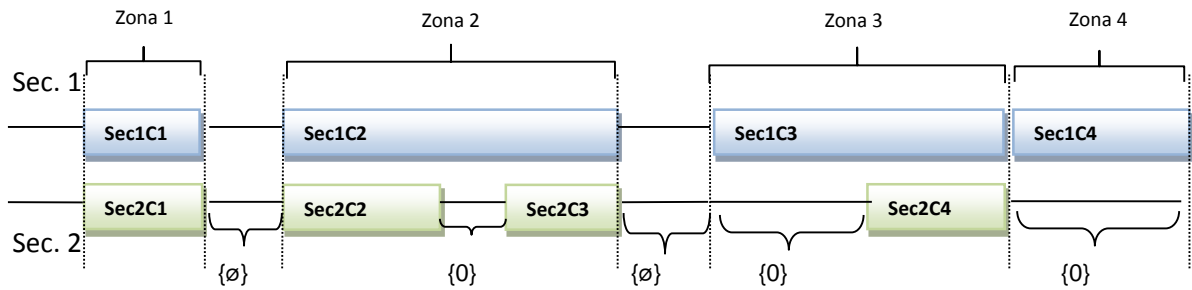 Zona 1 Zona 2 Zona 3 Zona 4
Sec. 1
Sec1C1 Sec1C2 Sec1C3 Sec1C4
Sec2C1 Sec2C2 Sec2C3 Sec2C4
Sec. 2
{ø} {0} {ø} {0} {0}